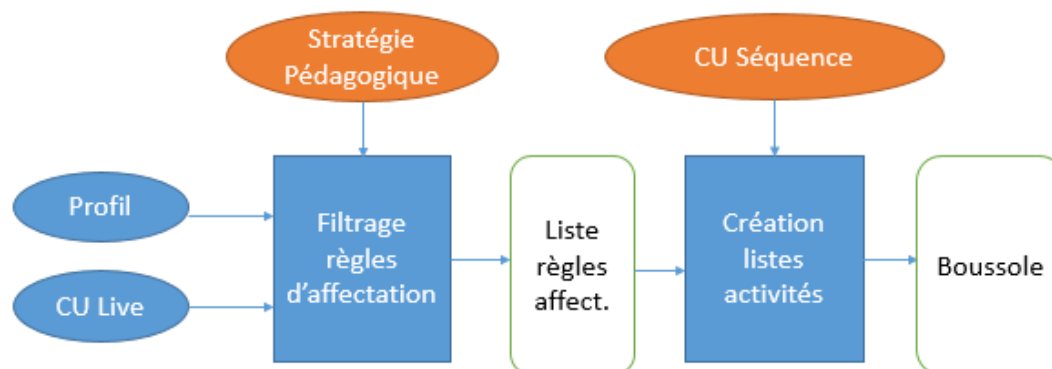 Stratégie
Pédagogique
CU Séquence
Profil
CU Live
Filtrage
règles
d'affectation
Liste
règles
affect.
Création
listes
activités
Boussole